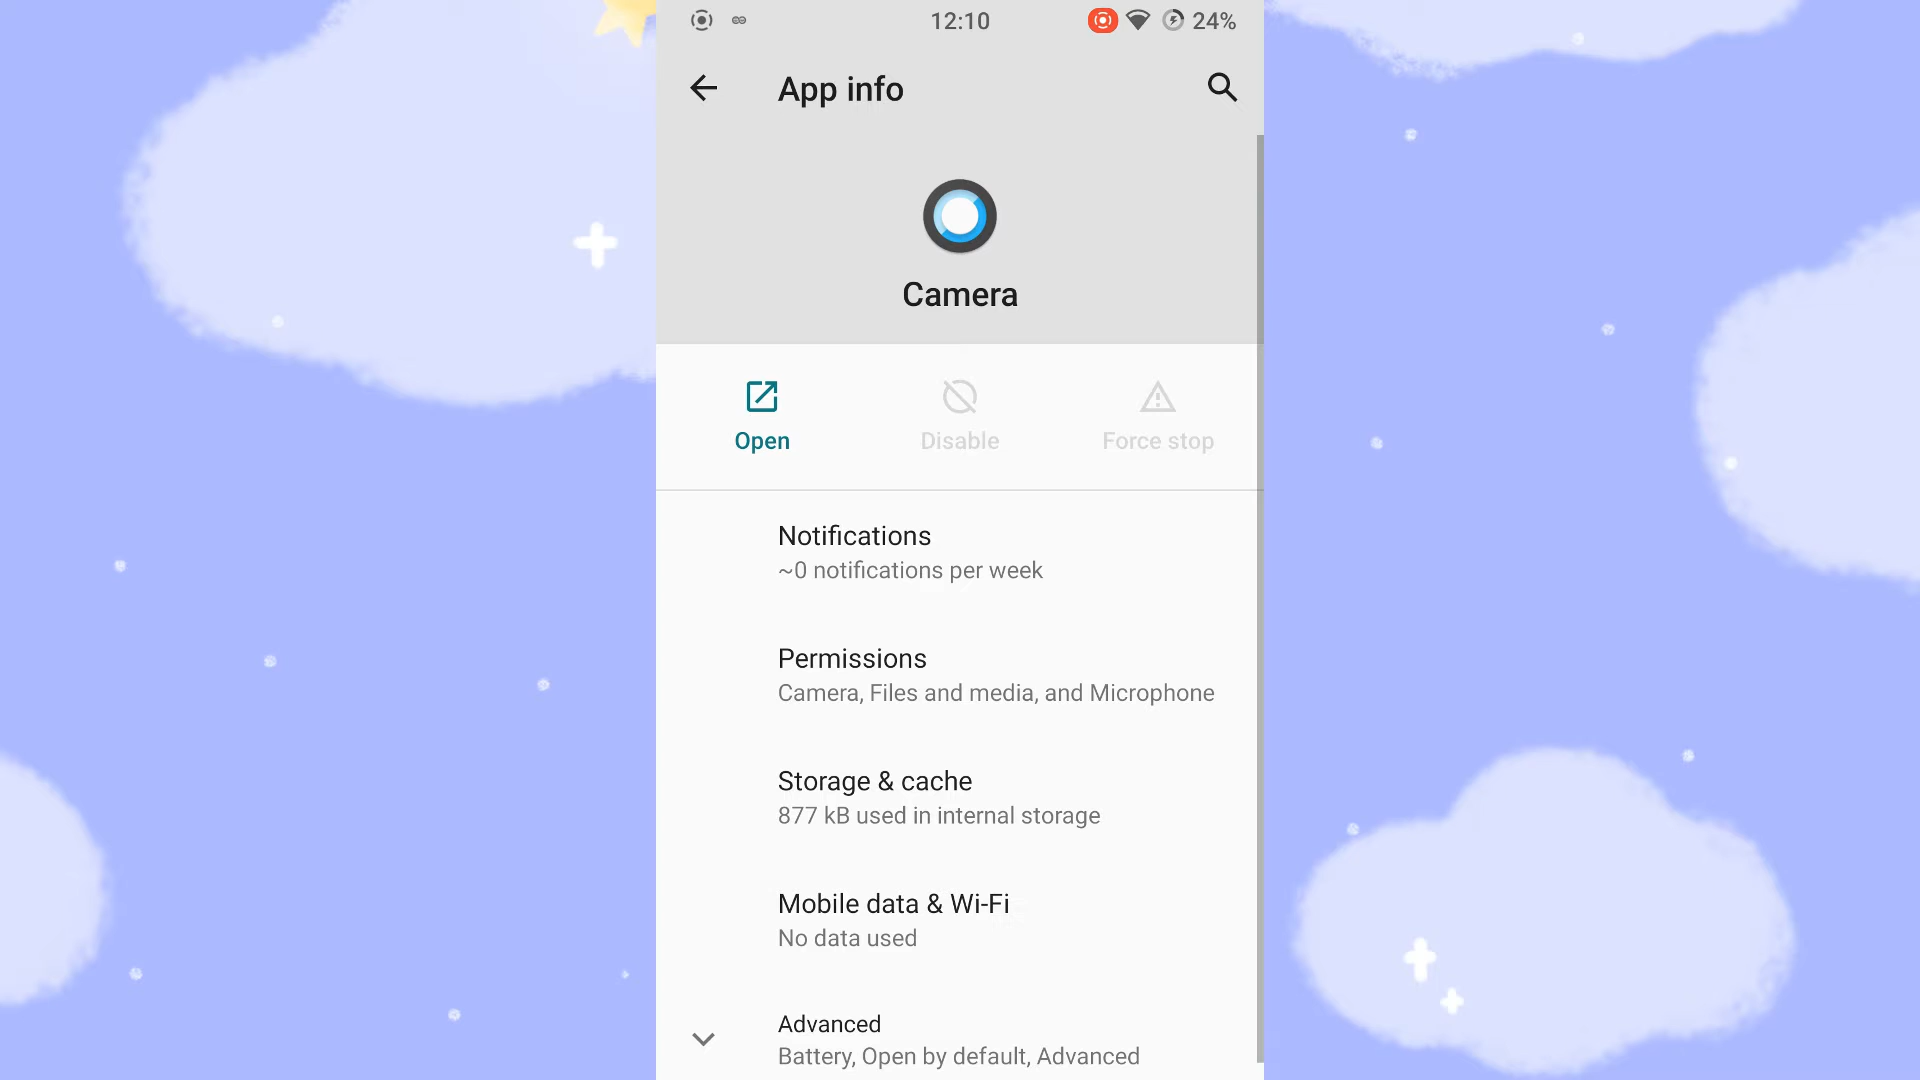 12:10
24%
App info
Camera
Open
Disable
Force stop
Notifications
~0 notifications per week
Permissions
Camera, Files and media, and Microphone
Storage & cache
877 kB used in internal storage
Mobile data & Wi-Fi
No data used
Advanced
Battery, Open by default, Advanced